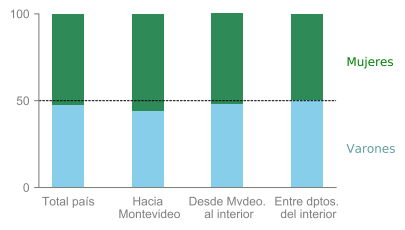 100
50
0
Mujeres
Varones
Total país
Hacia
Montevideo
Desde Mvdeo.
al interior
Entre dptos.
del interior